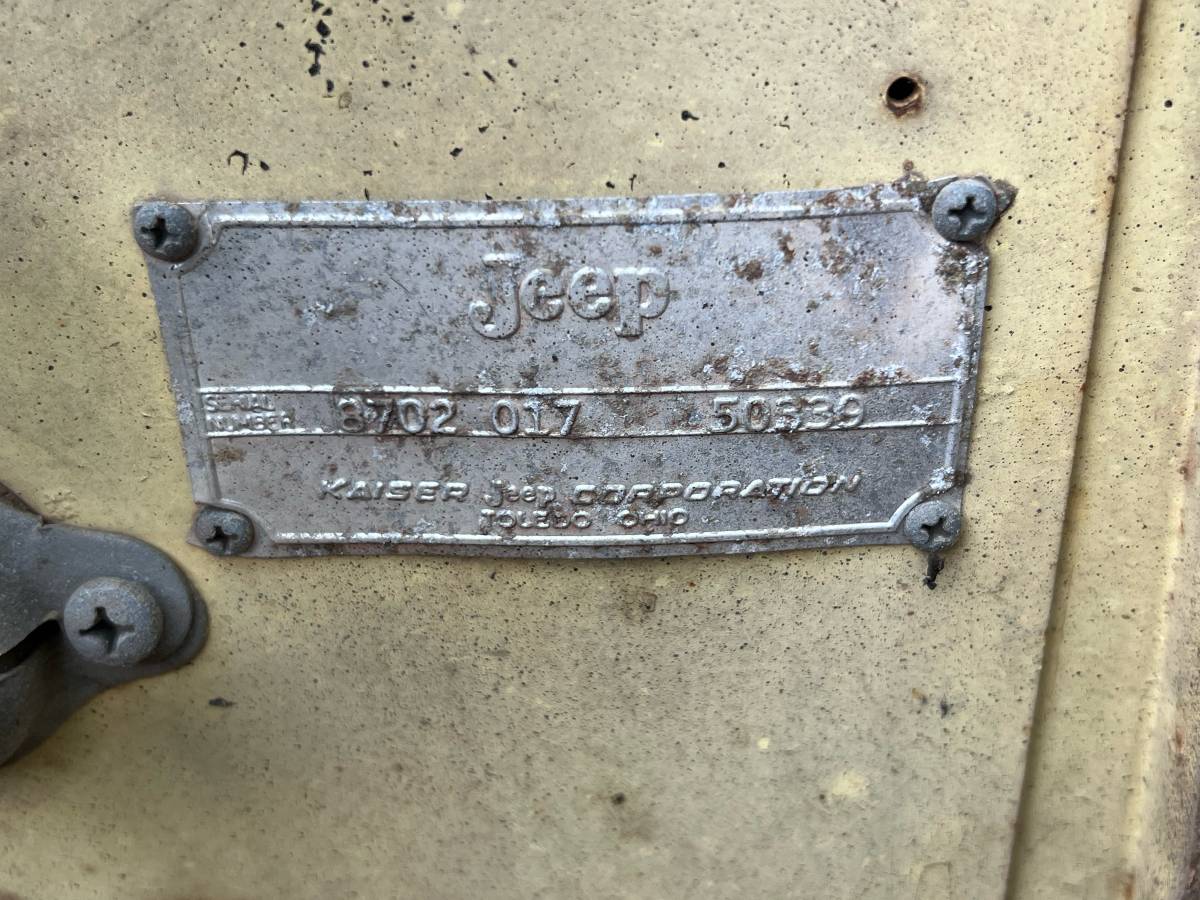 Jeep
SERIAL
NUMBER 8702 017 50339
KAISER Jeep CORPORATION
TOLEDO OHIO